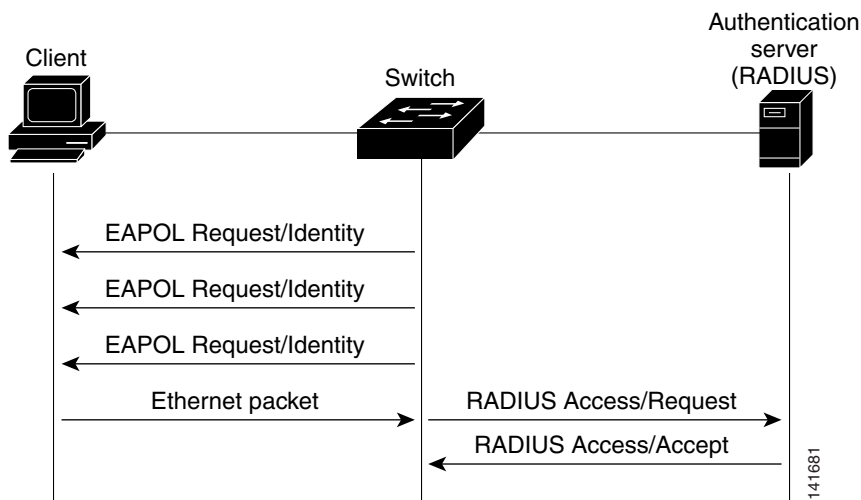 Client
Switch
Authentication
server
(RADIUS)
EAPOL Request/Identity
EAPOL Request/Identity
EAPOL Request/Identity
Ethernet packet
RADIUS Access/Request
RADIUS Access/Accept
141681